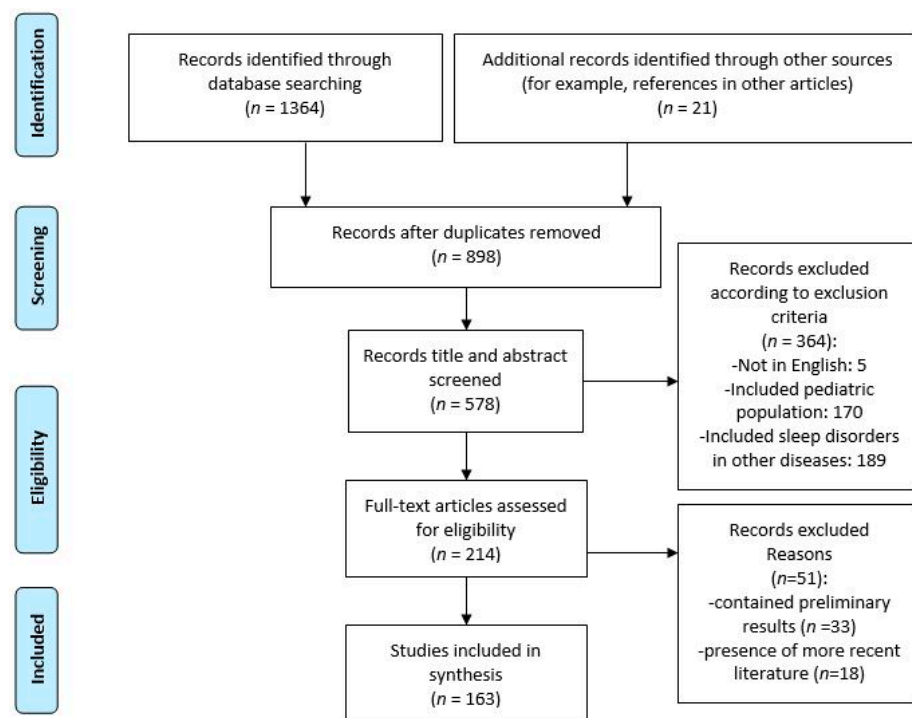 Identification
Records identified through
database searching
(n = 1364)
Additional records identified through other sources
(for example, references in other articles)
(n = 21)
Screening
Records after duplicates removed
(n = 898)
Records title and abstract
screened
(n = 578)
Records excluded
according to exclusion
criteria
(n = 364):
-Not in English: 5
-Included pediatric
population: 170
-Included sleep disorders
in other diseases: 189
Eligibility
Full-text articles assessed
for eligibility
(n = 214)
Records excluded
Reasons
(n=51):
-contained preliminary
results (n =33)
-presence of more recent
literature (n=18)
Included
Studies included in
synthesis
n = 163)